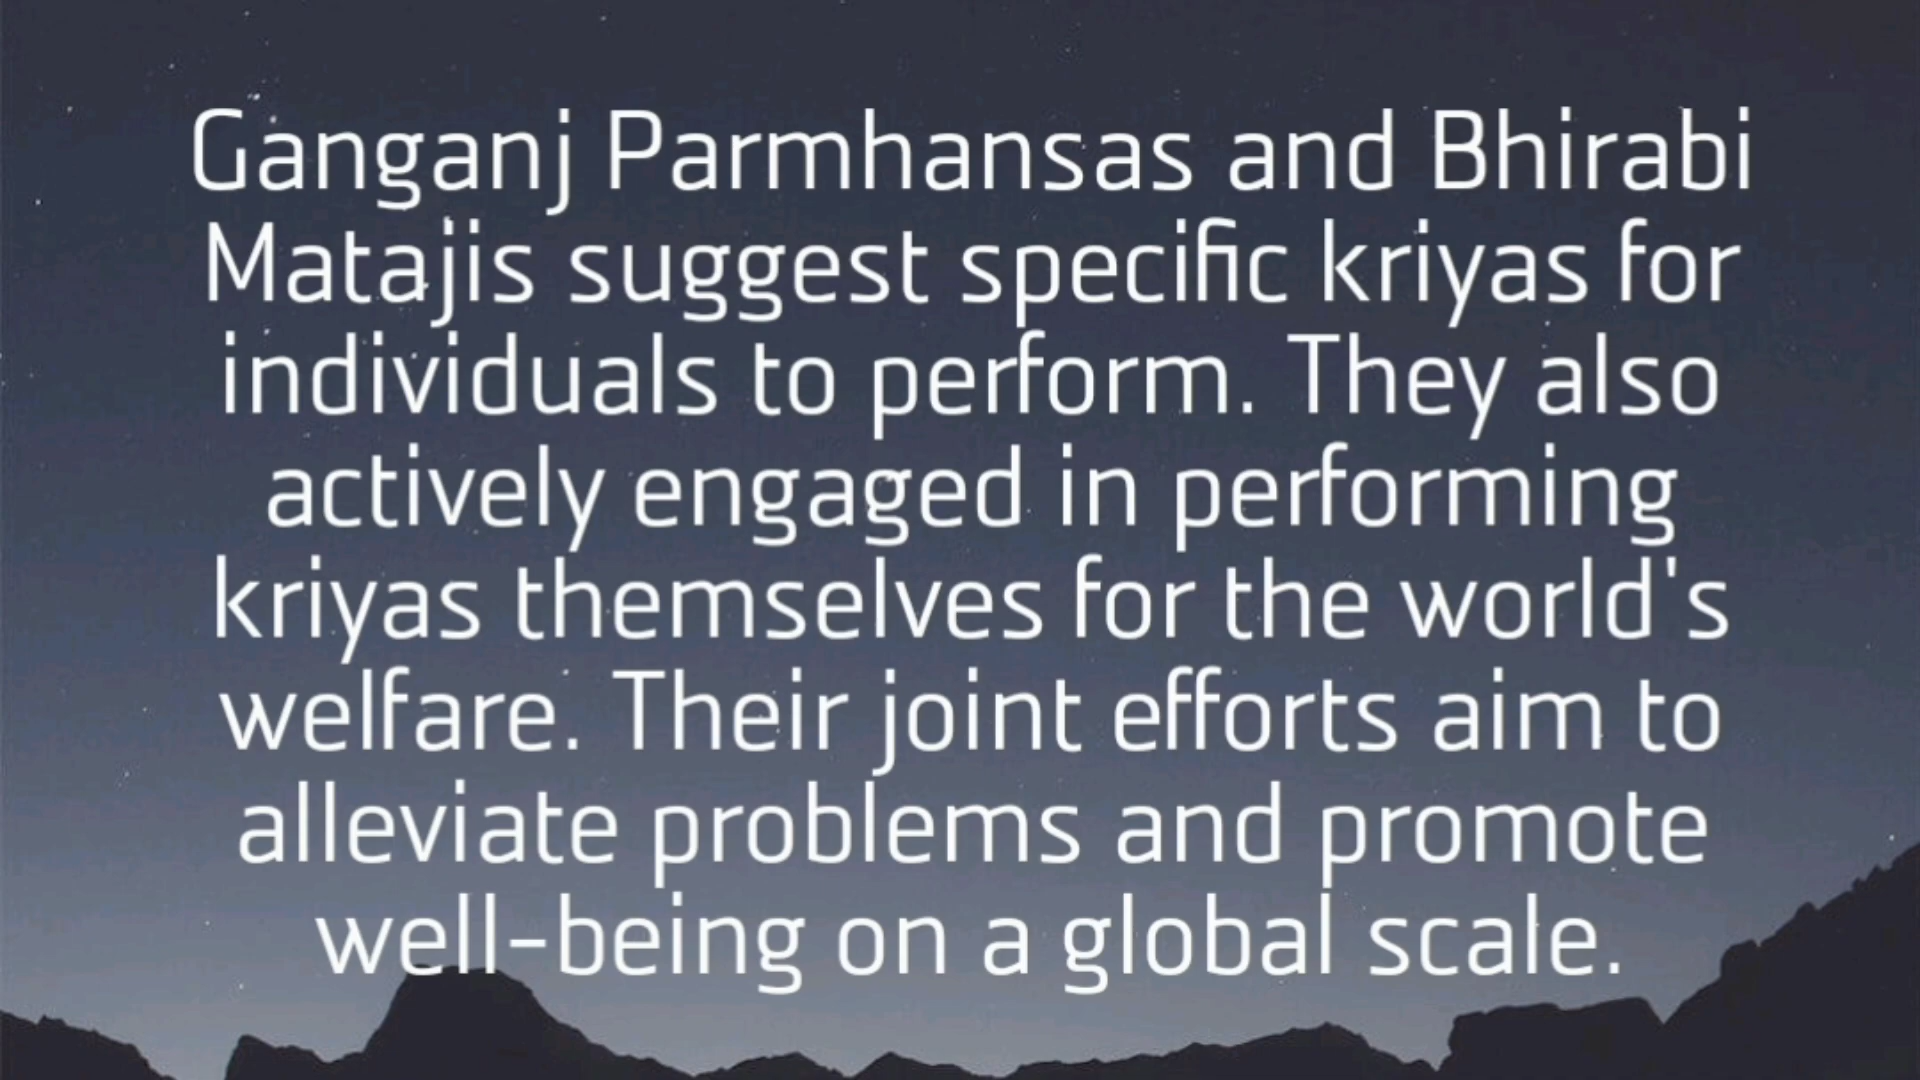 Ganganj Parmhansas and Bhirabi
Matajis suggest specific kriyas for
individuals to perform. They also
actively engaged in performing
kriyas themselves for the world's
welfare. Their joint efforts aim to
alleviate problems and promote
well-being on a global scale.